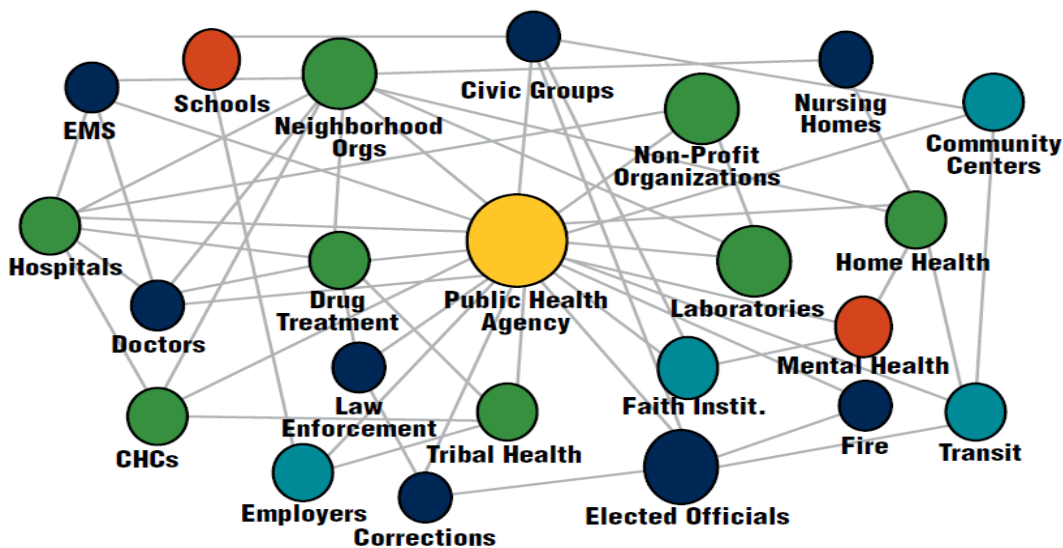 Civic Groups
Schools
EMS
Neighborhood
Orgs
Nursing
Homes
Community
Centers
Non-Profit
Organizations
Hospitals
Home Health
Drug
Treatment
Public Health
Agency
Laboratories
Doctors
Mental Health
Law
Enforcement
Faith Instit.
Fire
Transit
CHCs
Tribal Health
Employers
Corrections
Elected Officials